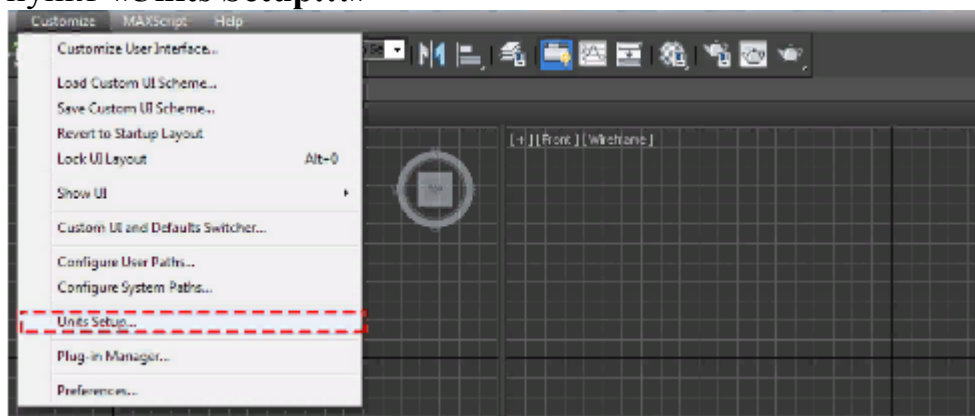 «Units Setup...»
Customize MAXScript Help
Customize User Interface...
Load Custom UI Scheme...
Save Custom UI Scheme...
Revert to Startup Layout
Lock UI Layout Alt+0
Show UI
Custom UI and Defaults Switcher...
Configure User Paths...
Configure System Paths...
Units Setup...
Plug-in Manager...
Preferences...
[+][Front][Wireframe]